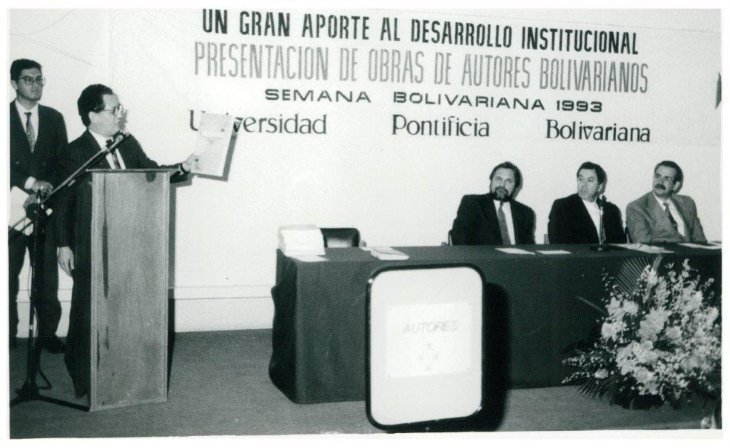 UN GRAN APORTE AL DESARROLLO INSTITUCIONAL
PRESENTACION DE OBRAS DE AUTORES BOLIVARIANOS
SEMANA BOLIVARIANA 1993
Universidad Pontificia Bolivariana
AUTORES